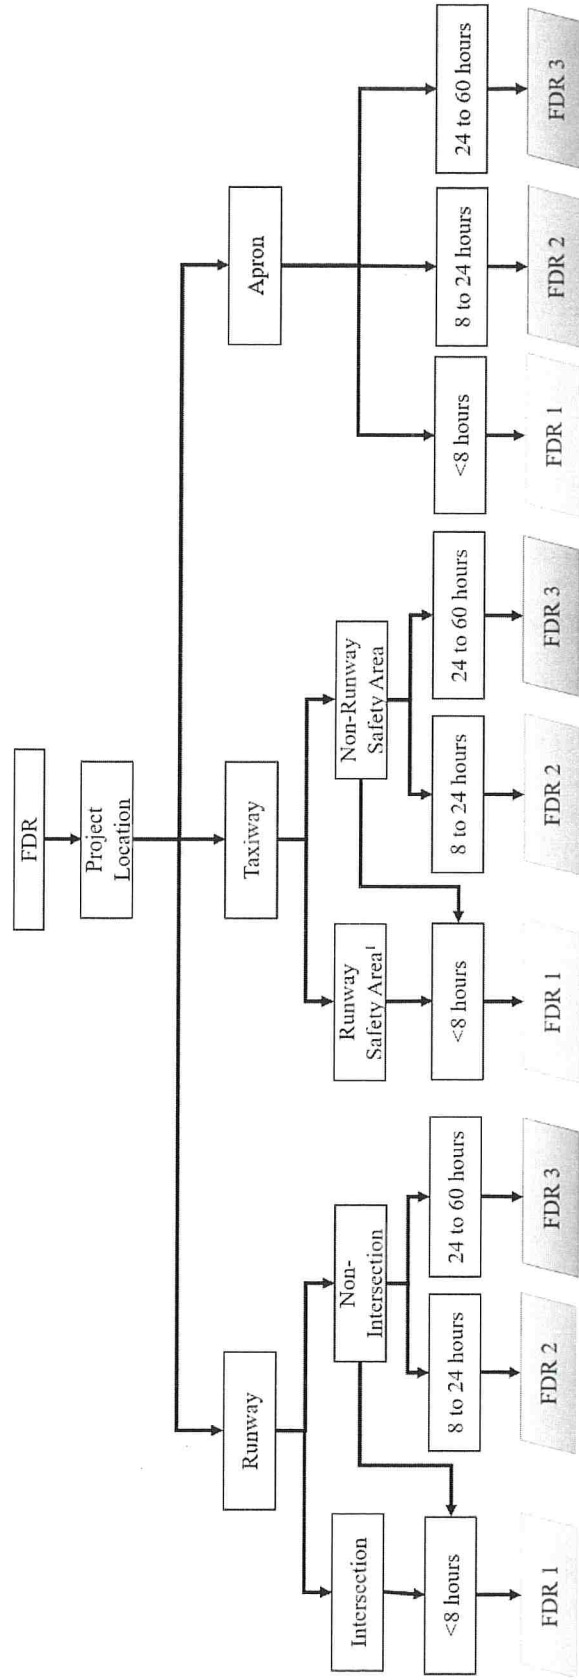 FDR
Project
Location
Runway
Taxiway
Apron
Intersection
Non-
Intersection
Runway
Safety Area¹
Non-Runway
Safety Area
<8 hours
8 to 24 hours
24 to 60 hours
<8 hours
8 to 24 hours
24 to 60 hours
<8 hours
8 to 24 hours
24 to 60 hours
FDR 1
FDR 2
FDR 3
FDR 1
FDR 2
FDR 3
FDR 1
FDR 2
FDR 3